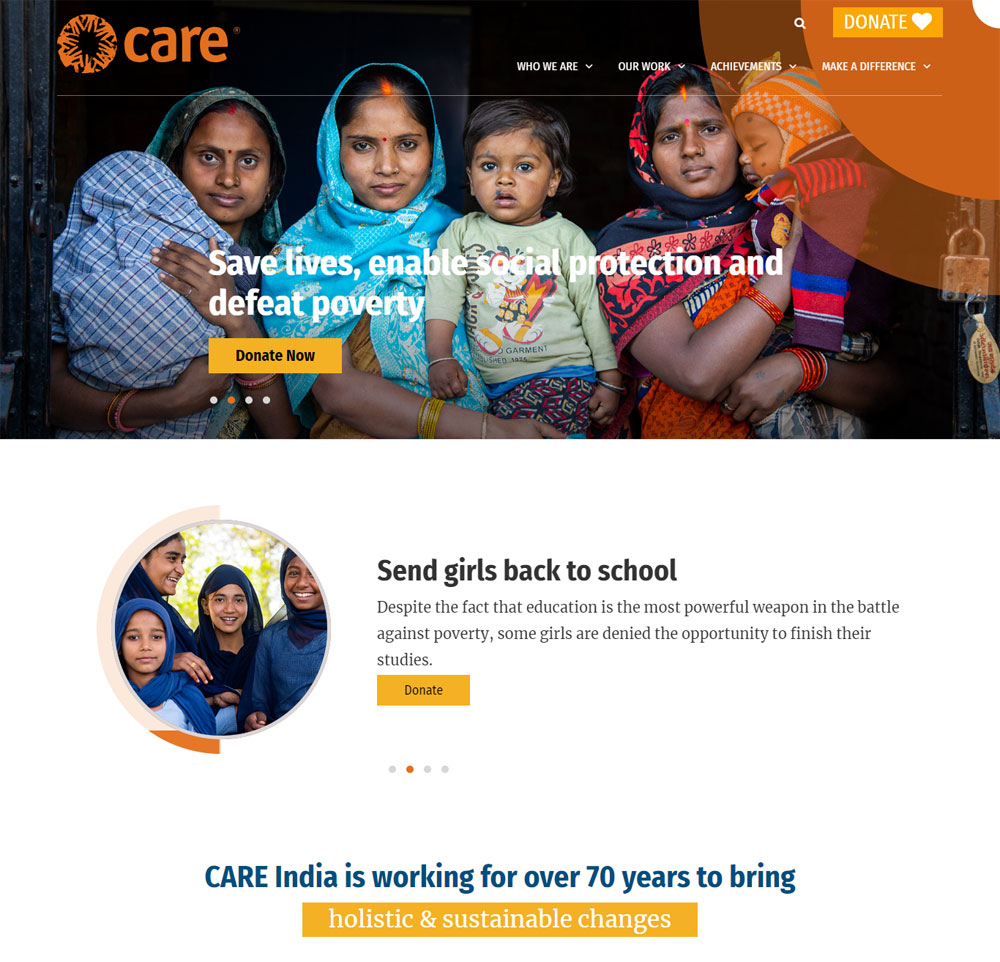 care®
DONATE
WHO WE ARE
OUR WORK
ACHIEVEMENTS
MAKE A DIFFERENCE
Save lives, enable social protection and
defeat poverty
GARMENT
Donate Now
Send girls back to school
Despite the fact that education is the most powerful weapon in the battle
against poverty, some girls are denied the opportunity to finish their
studies.
Donate
CARE India is working for over 70 years to bring
holistic & sustainable changes